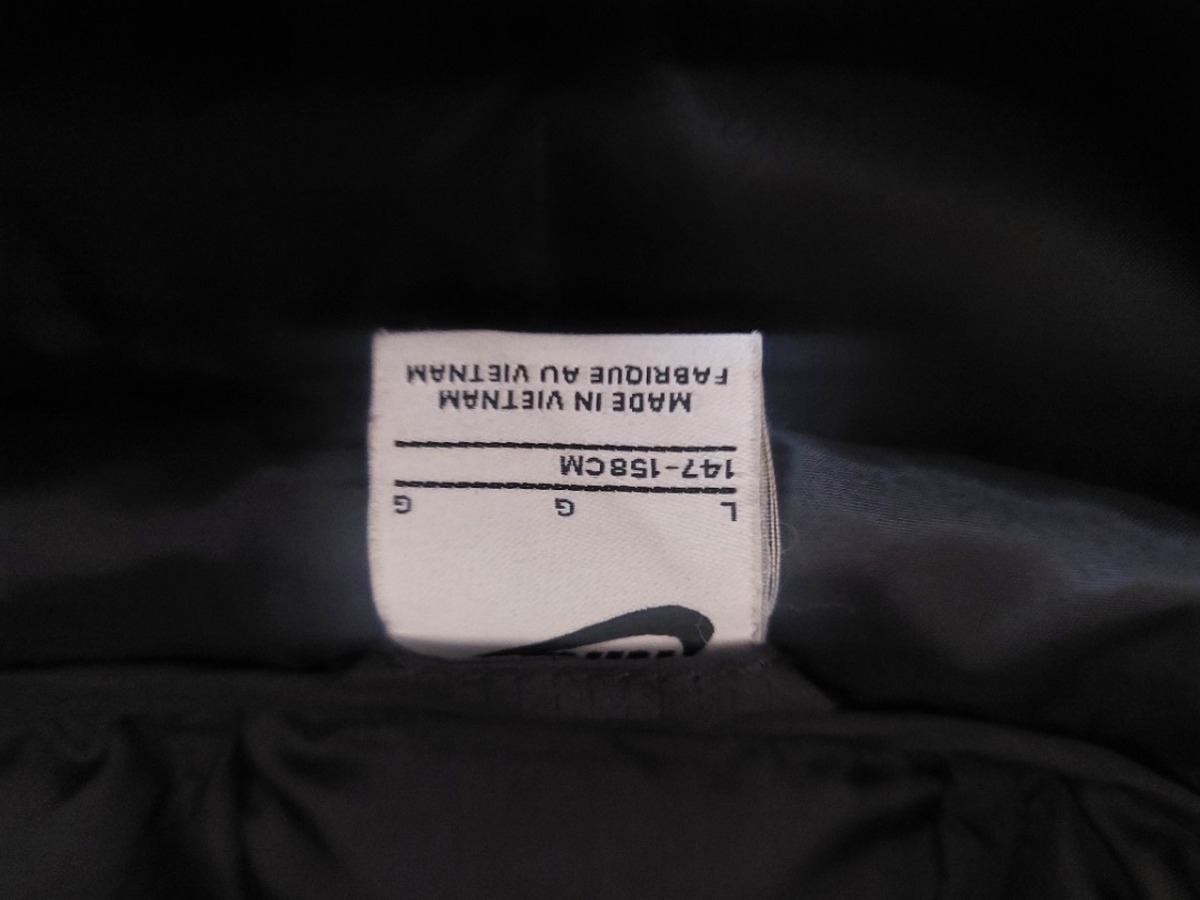 L G G
147-158CM
MADE IN VIETNAM
FABRIQUE AU VIETNAM